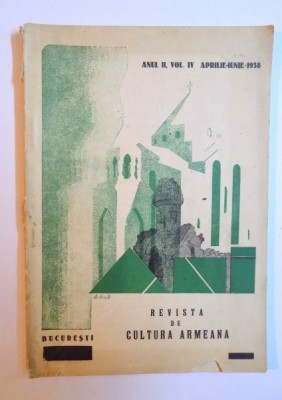 ANUL II, VOL. IV APRILIE-IUNIE-1938
REVISTA
DE
CULTURA ARMEANA
BUCUREȘTI